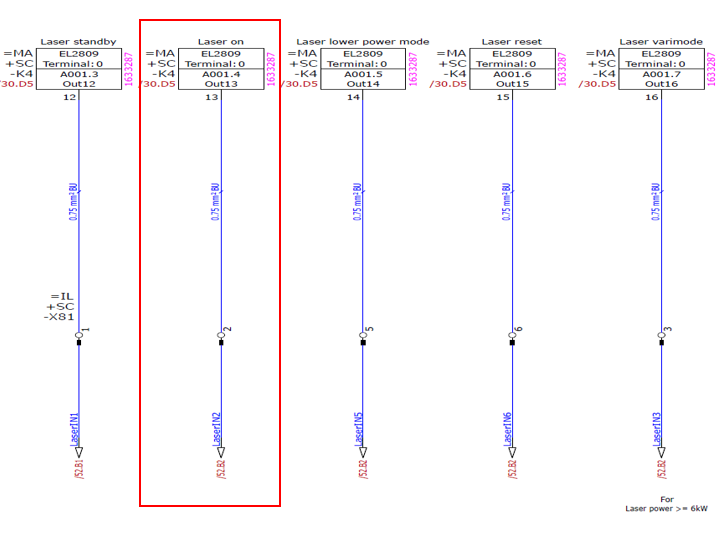 Laser standby
=MA
+SC
-K4
/30.D5
EL2809
Terminal:0
A001.3
Out12
1633287
12
0.75 mm² BU
=IL
+SC
-X81
1
LaserIN1
/52.B1
Laser on
=MA
+SC
-K4
/30.D5
EL2809
Terminal:0
A001.4
Out13
1633287
13
0.75 mm² BU
2
LaserIN2
/52.B2
Laser lower power mode
=MA
+SC
-K4
/30.D5
EL2809
Terminal:0
A001.5
Out14
1633287
14
0.75 mm² BU
5
LaserIN5
/52.B2
Laser reset
=MA
+SC
-K4
/30.D5
EL2809
Terminal:0
A001.6
Out15
1633287
15
0.75 mm² BU
6
LaserIN6
/52.B2
Laser varimode
=MA
+SC
-K4
/30.D5
EL2809
Terminal:0
A001.7
Out16
1633287
16
0.75 mm² BU
3
LaserIN3
/52.B2
For
Laser power >= 6kW